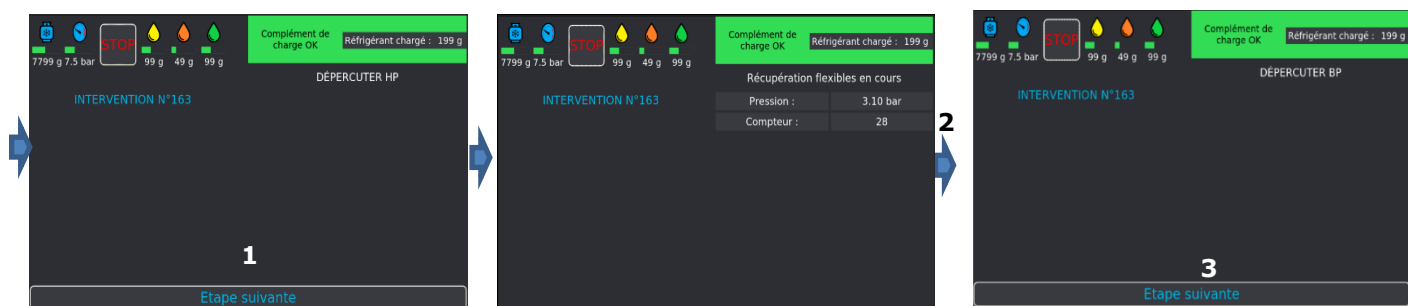 STOP
7799 g 7.5 bar 99 g 49 g 99 g
Complément de
charge OK
Réfrigérant chargé : 199 g
DÉPERCUTER HP
INTERVENTION N°163
1
Etape suivante
STOP
7799 g 7.5 bar 99 g 49 g 99 g
Complément de
charge OK
Réfrigérant chargé : 199 g
Récupération flexibles en cours
INTERVENTION N°163
Pression : 3.10 bar
Compteur : 28
2
STOP
7799 g 7.5 bar 99 g 49 g 99 g
Complément de
charge OK
Réfrigérant chargé : 199 g
DÉPERCUTER BP
INTERVENTION N°163
3
Etape suivante